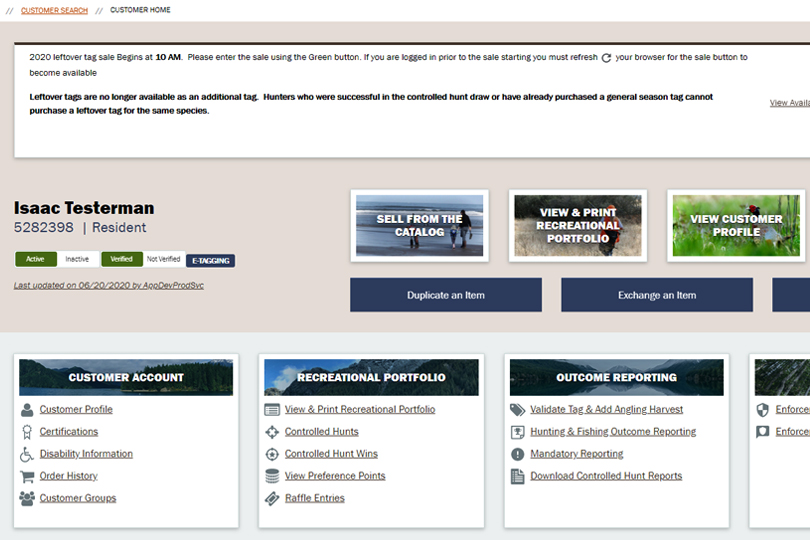 // CUSTOMER SEARCH // CUSTOMER HOME
2020 leftover tag sale Begins at 10 AM. Please enter the sale using the Green button. If you are logged in prior to the sale starting you must refresh your browser for the sale button to
become available
Leftover tags are no longer available as an additional tag. Hunters who were successful in the controlled hunt draw or have already purchased a general season tag cannot
purchase a leftover tag for the same species.
View Availa
Isaac Testerman
5282398 | Resident
Active Inactive Verified Not Verified E-TAGGING
Last updated on 06/20/2020 by AppDevProdSvc
SELL FROM THE
CATALOG
VIEW & PRINT
RECREATIONAL
PORTFOLIO
VIEW CUSTOMER
PROFILE
Duplicate an Item
Exchange an Item
CUSTOMER ACCOUNT
Customer Profile
Certifications
Disability Information
Order History
Customer Groups
RECREATIONAL PORTFOLIO
View & Print Recreational Portfolio
Controlled Hunts
Controlled Hunt Wins
View Preference Points
Raffle Entries
OUTCOME REPORTING
Validate Tag & Add Angling Harvest
Hunting & Fishing Outcome Reporting
Mandatory Reporting
Download Controlled Hunt Reports
Enforce
Enforce